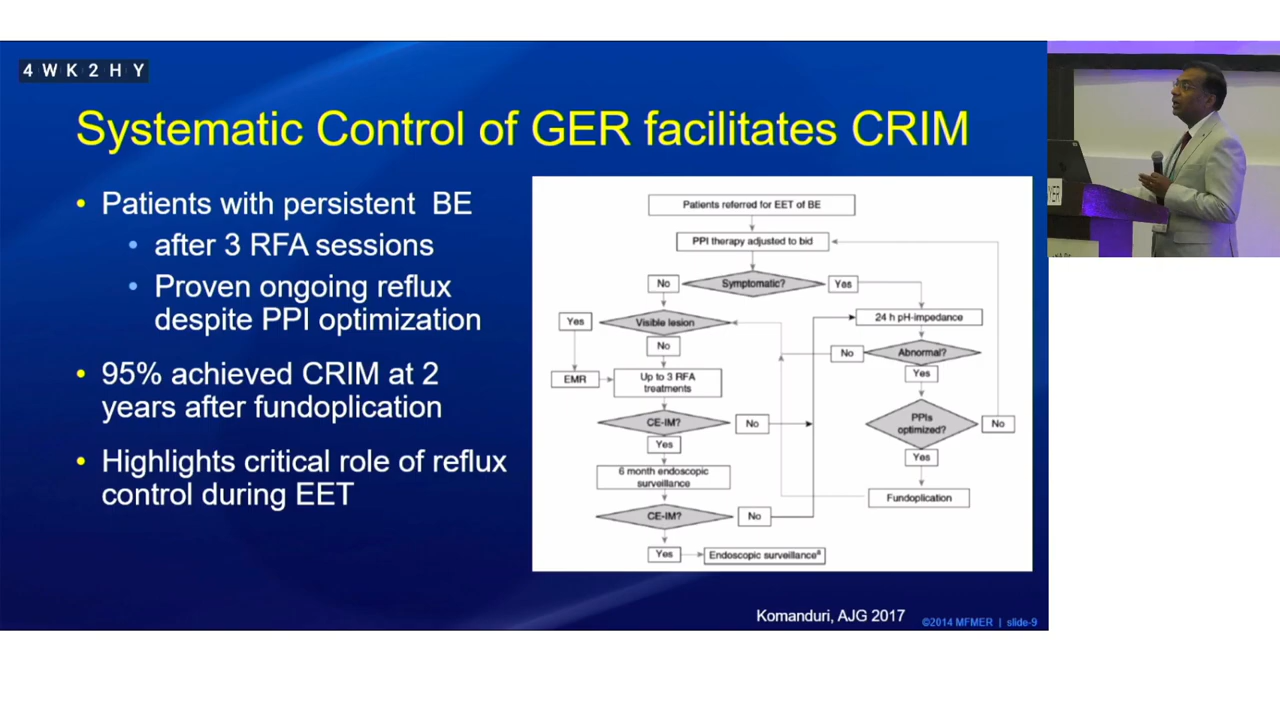 4WK2HY
Systematic Control of GER facilitates CRIM
• Patients with persistent BE
• after 3 RFA sessions
• Proven ongoing reflux
despite PPI optimization
• 95% achieved CRIM at 2
years after fundoplication
• Highlights critical role of reflux
control during EET
Patients referred for EET of BE
PPI therapy adjusted to bid
No
Symptomatic?
Yes
Yes
Visible lesion
24 h pH-impedance
No
No
Abnormal?
EMR
Up to 3 RFA
treatments
Yes
CE-IM?
No
PPIs
optimized?
No
Yes
Yes
6 month endoscopic
surveillance
Fundoplication
CE-IM?
No
Yes
Endoscopic surveillanceª
Komanduri, AJG 2017
©2014 MFMER | slide-9